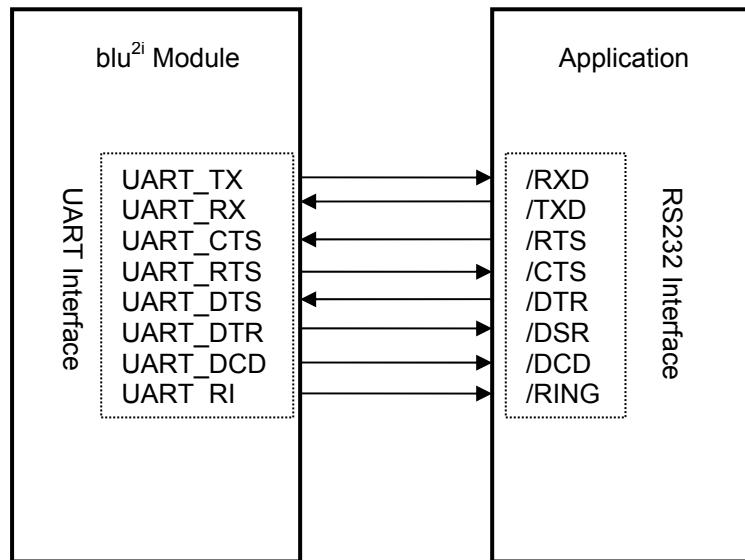 blu²ⁱ Module
Application
UART Interface
UART_TX
UART_RX
UART_CTS
UART_RTS
UART_DTS
UART_DTR
UART_DCD
UART_RI
/RXD
/TXD
/RTS
/CTS
/DTR
/DSR
/DCD
/RING
RS232 Interface